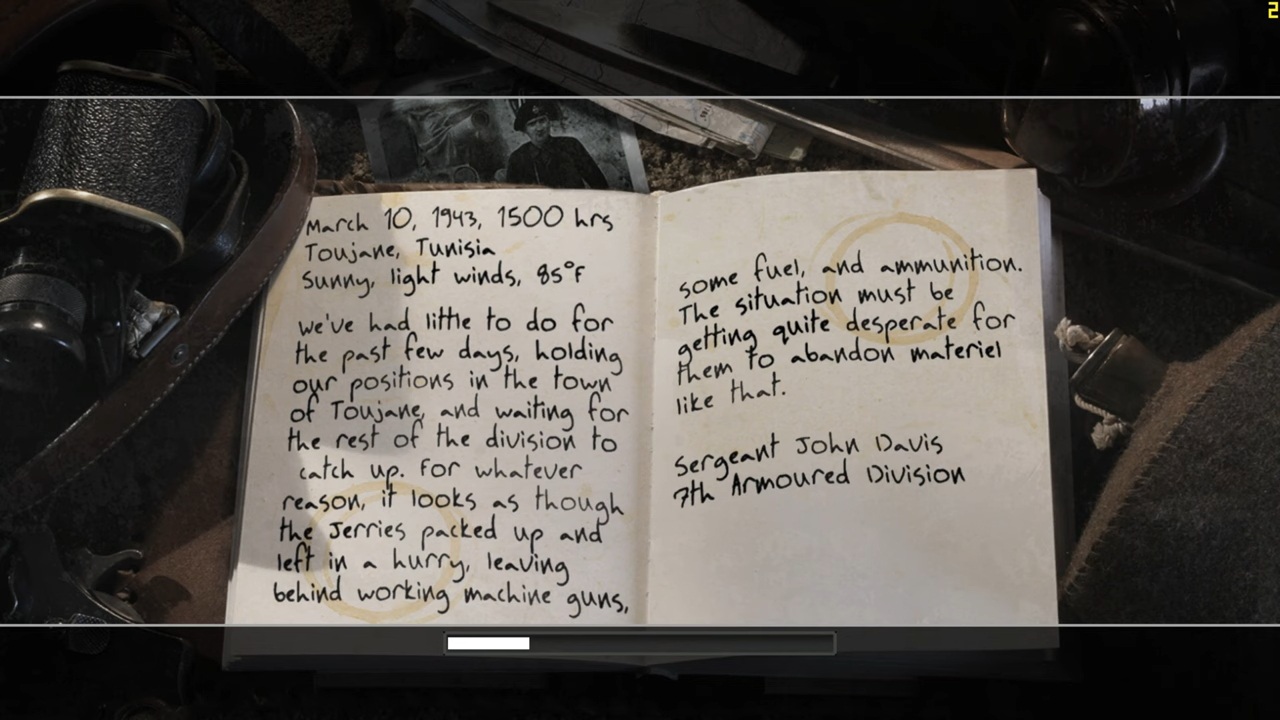 2
March 10, 1943, 1500 hrs
Toujane, Tunisia
Sunny, light winds, 85°F
we've had little to do for
the past few days, holding
our positions in the town
of Toujane, and waiting for
the rest of the division to
catch up. For whatever
reason, it looks as though
the Jerries packed up and
left in a hurry, leaving
behind working machine guns,
some fuel, and ammunition.
The situation must be
getting quite desperate for
them to abandon materiel
like that.
Sergeant John Davis
7th Armoured Division